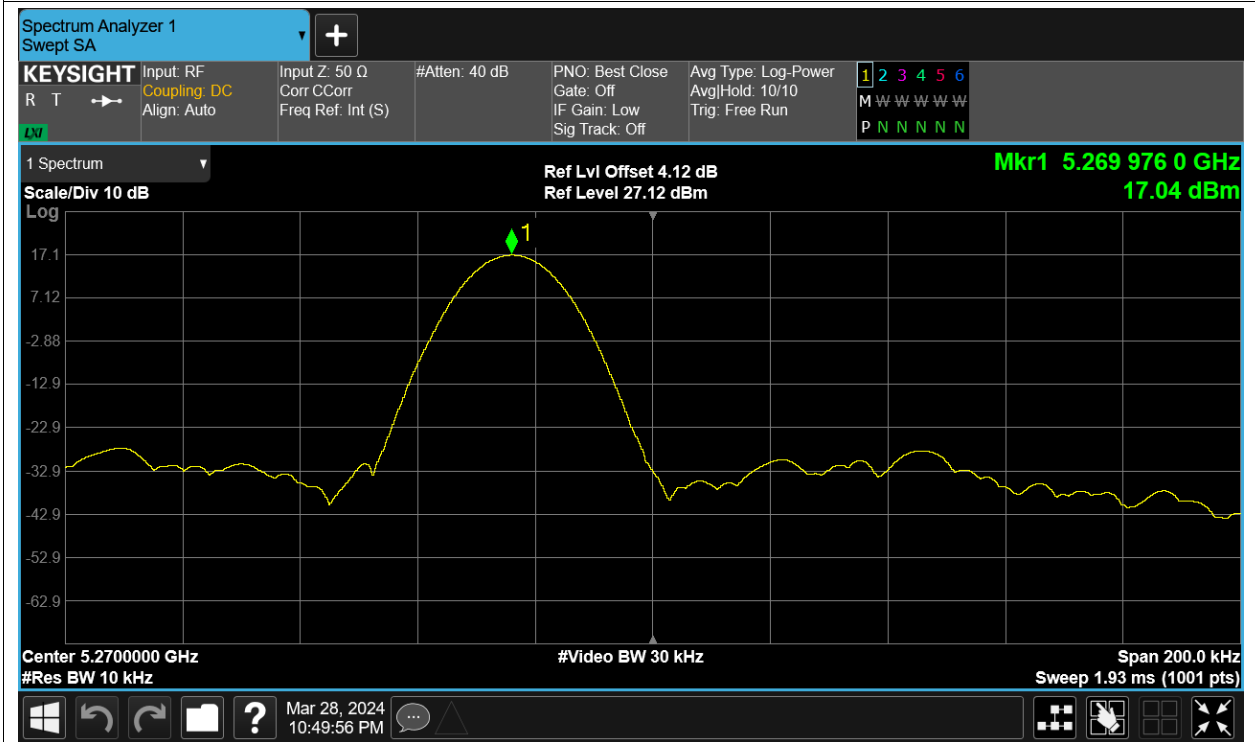 Spectrum Analyzer 1
Swept SA
+
KEYSIGHT
R T
LXI
Input: RF
Coupling: DC
Align: Auto
Input Z: 50 Ω
Corr CCorr
Freq Ref: Int (S)
#Atten: 40 dB
PNO: Best Close
Gate: Off
IF Gain: Low
Sig Track: Off
Avg Type: Log-Power
Avg|Hold: 10/10
Trig: Free Run
1 2 3 4 5 6
M W W W W W
P N N N N N
1 Spectrum
Scale/Div 10 dB
Log
Ref Lvl Offset 4.12 dB
Ref Level 27.12 dBm
Mkr1 5.269 976 0 GHz
17.04 dBm
1
17.1
7.12
-2.88
-12.9
-22.9
-32.9
-42.9
-52.9
-62.9
Center 5.2700000 GHz
#Res BW 10 kHz
#Video BW 30 kHz
Span 200.0 kHz
Sweep 1.93 ms (1001 pts)
?
Mar 28, 2024
10:49:56 PM